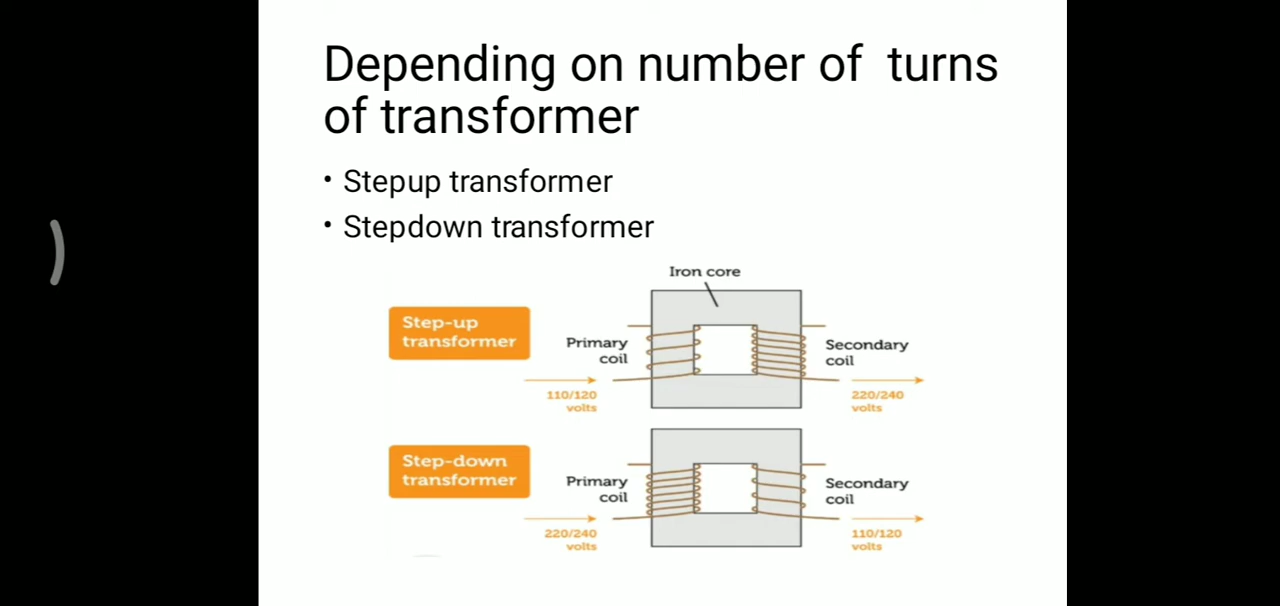 Depending on number of turns
of transformer
• Stepup transformer
• Stepdown transformer
Iron core
Step-up
transformer
Primary
coil
Secondary
coil
110/120
volts
220/240
volts
Step-down
transformer
Primary
coil
Secondary
coil
220/240
volts
110/120
volts